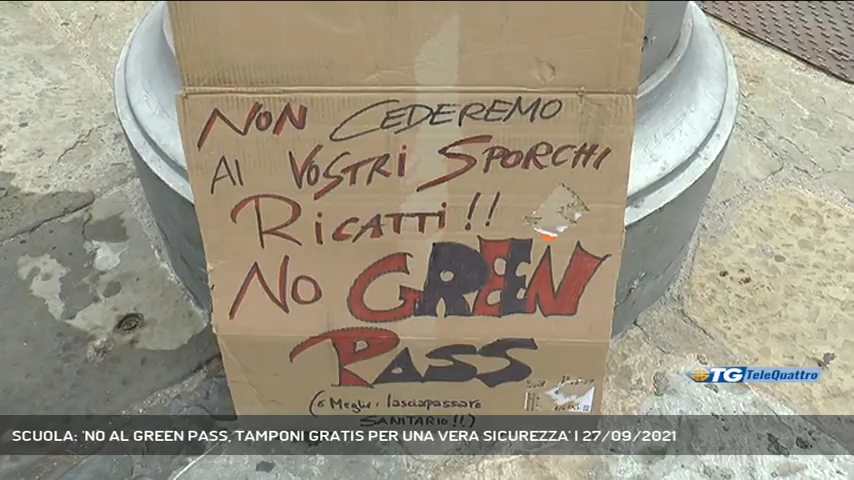 NON CEDEREMO
AI VOSTRI SPORCHI
RICATTI!!
NO GREEN
PASS
(o Meglio: lasciapassare
SANITARIO!!)
TG TeleQuattro
SCUOLA: 'NO AL GREEN PASS, TAMPONI GRATIS PER UNA VERA SICUREZZA' | 27/09/2021